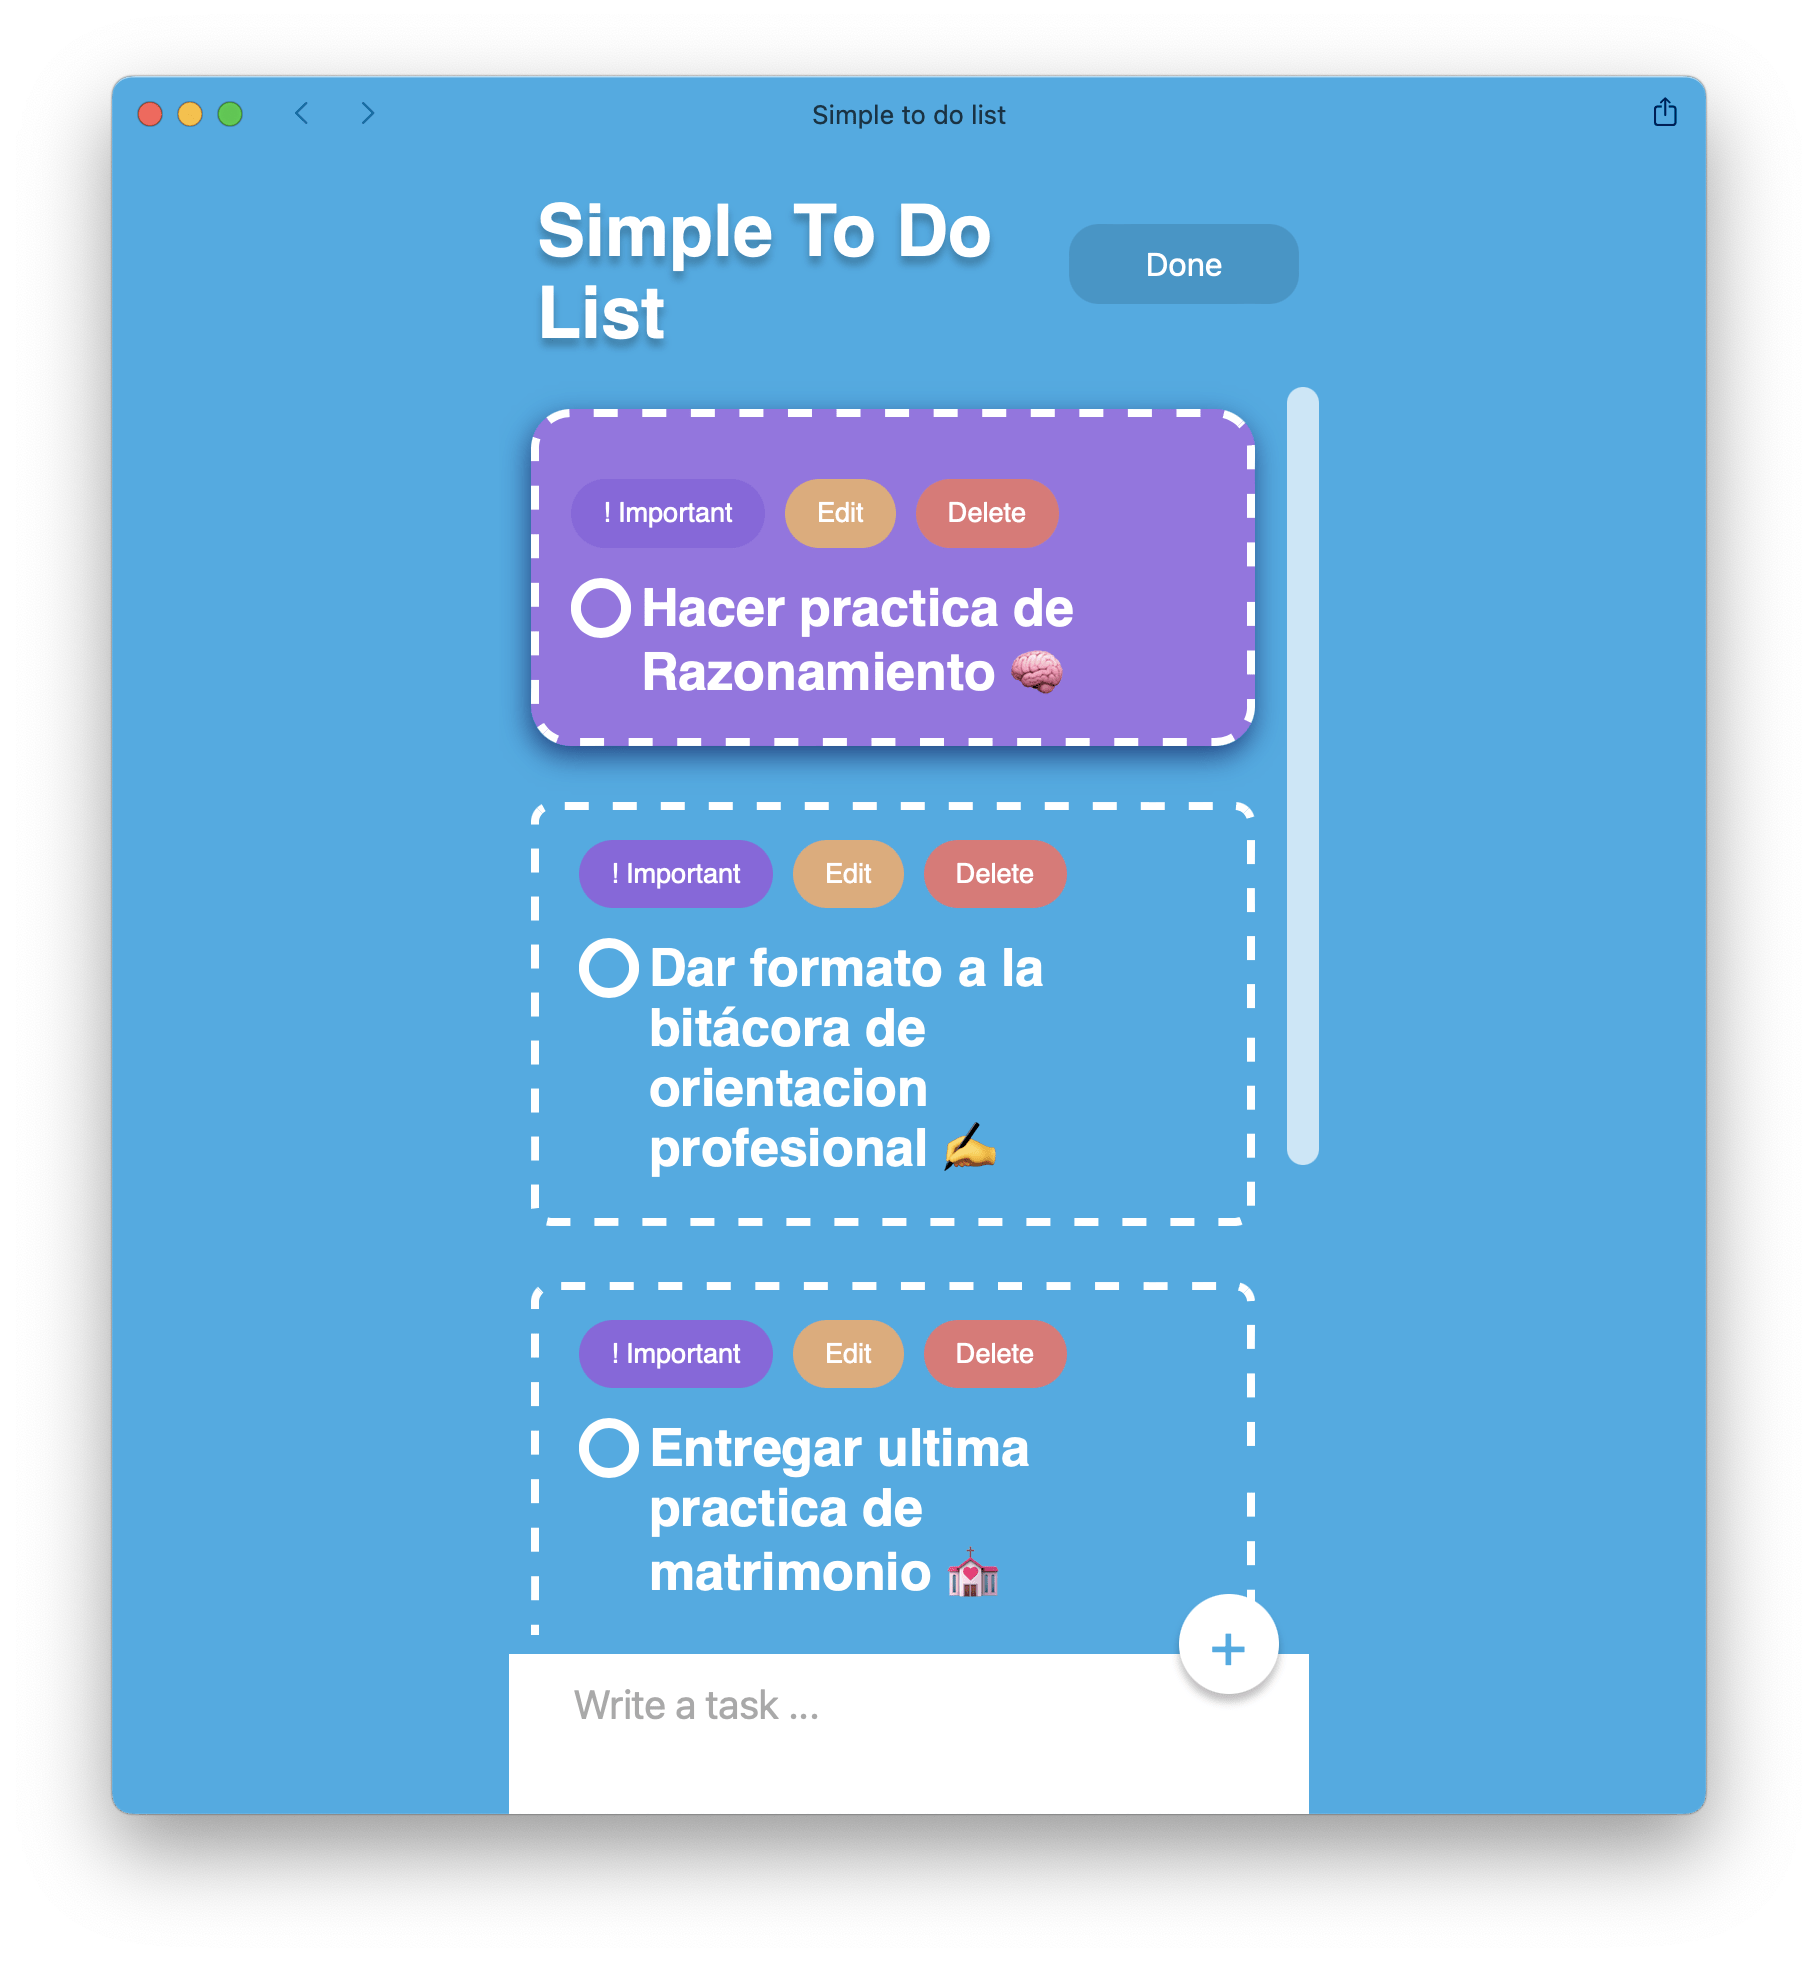 Simple to do list
Simple To Do
List
Done
! Important
Edit
Delete
Hacer practica de
Razonamiento 🧠
! Important
Edit
Delete
Dar formato a la
bitácora de
orientacion
profesional ✍️
! Important
Edit
Delete
Entregar ultima
practica de
matrimonio 💒
+
Write a task ...